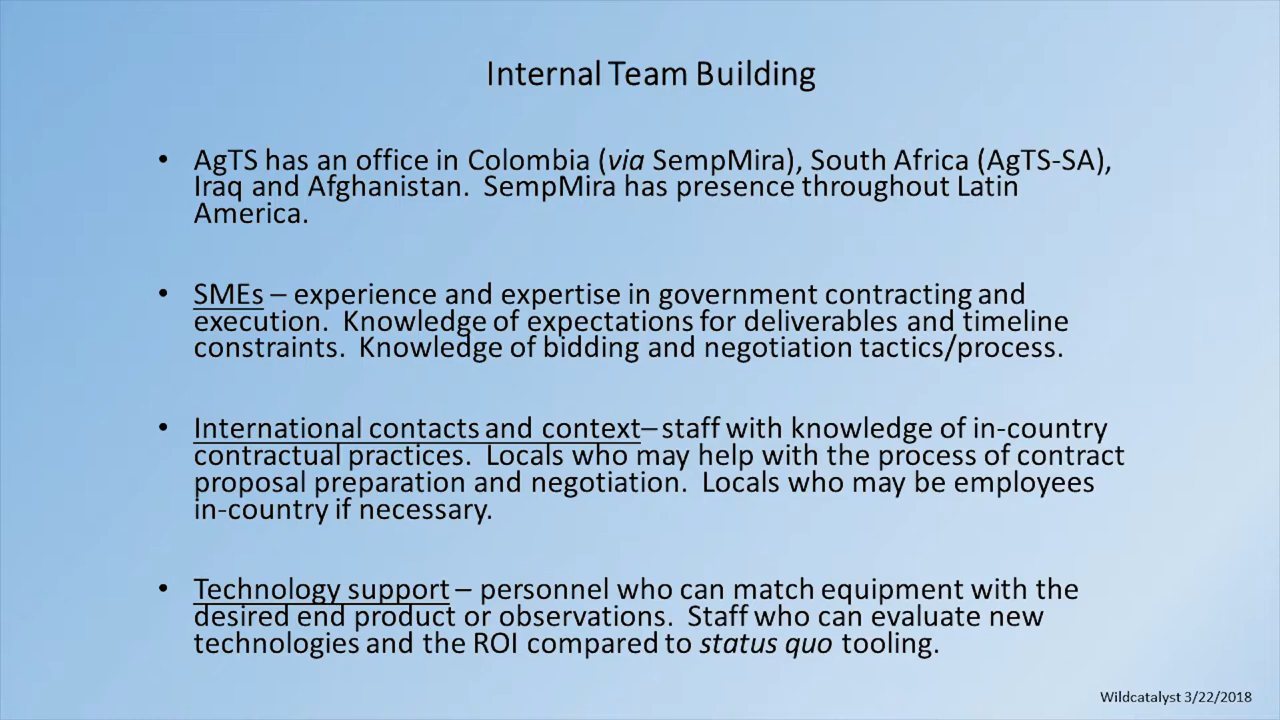 Internal Team Building
• AgTS has an office in Colombia (via SempMira), South Africa (AgTS-SA),
Iraq and Afghanistan.  SempMira has presence throughout Latin
America.
• SMEs – experience and expertise in government contracting and
execution.  Knowledge of expectations for deliverables and timeline
constraints.  Knowledge of bidding and negotiation tactics/process.
• International contacts and context– staff with knowledge of in-country
contractual practices.  Locals who may help with the process of contract
proposal preparation and negotiation.  Locals who may be employees
in-country if necessary.
• Technology support – personnel who can match equipment with the
desired end product or observations.  Staff who can evaluate new
technologies and the ROI compared to status quo tooling.
Wildcatalyst 3/22/2018